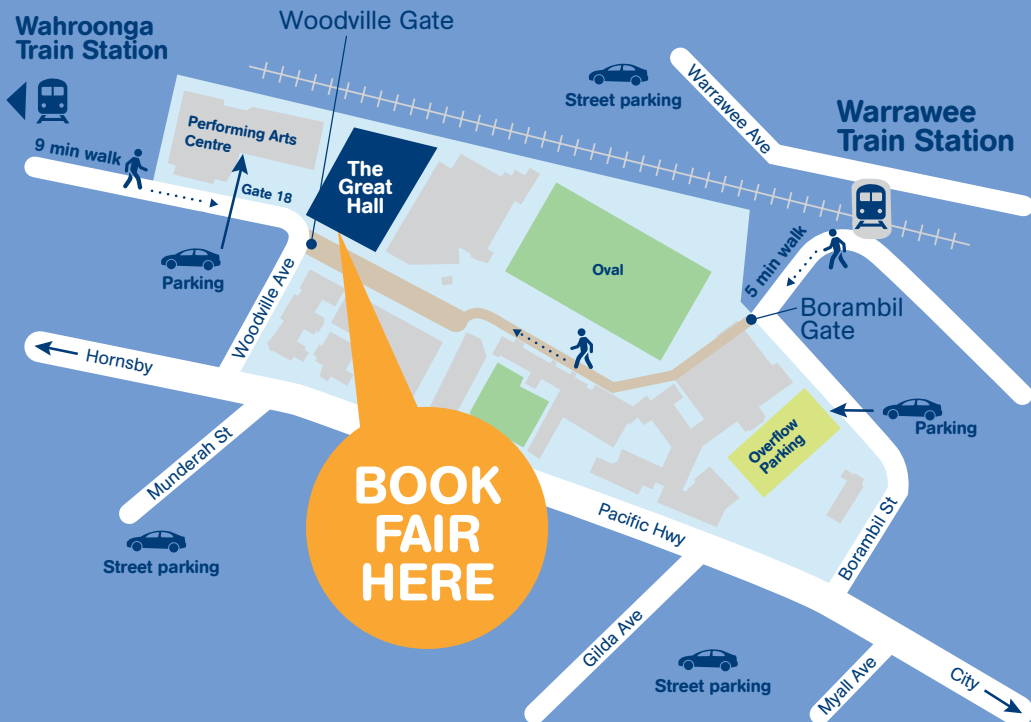 Wahroonga
Train Station
Woodville Gate
Street parking
Warrawee Ave
Warrawee
Train Station
Performing Arts
Centre
9 min walk
The
Great
Hall
Gate 18
Parking
Oval
5 min walk
Borambil
Gate
Woodville Ave
Hornsby
Parking
Overflow
Parking
Munderah St
BOOK
FAIR
HERE
Pacific Hwy
Borambil St
Street parking
Gilda Ave
Street parking
Myall Ave
City